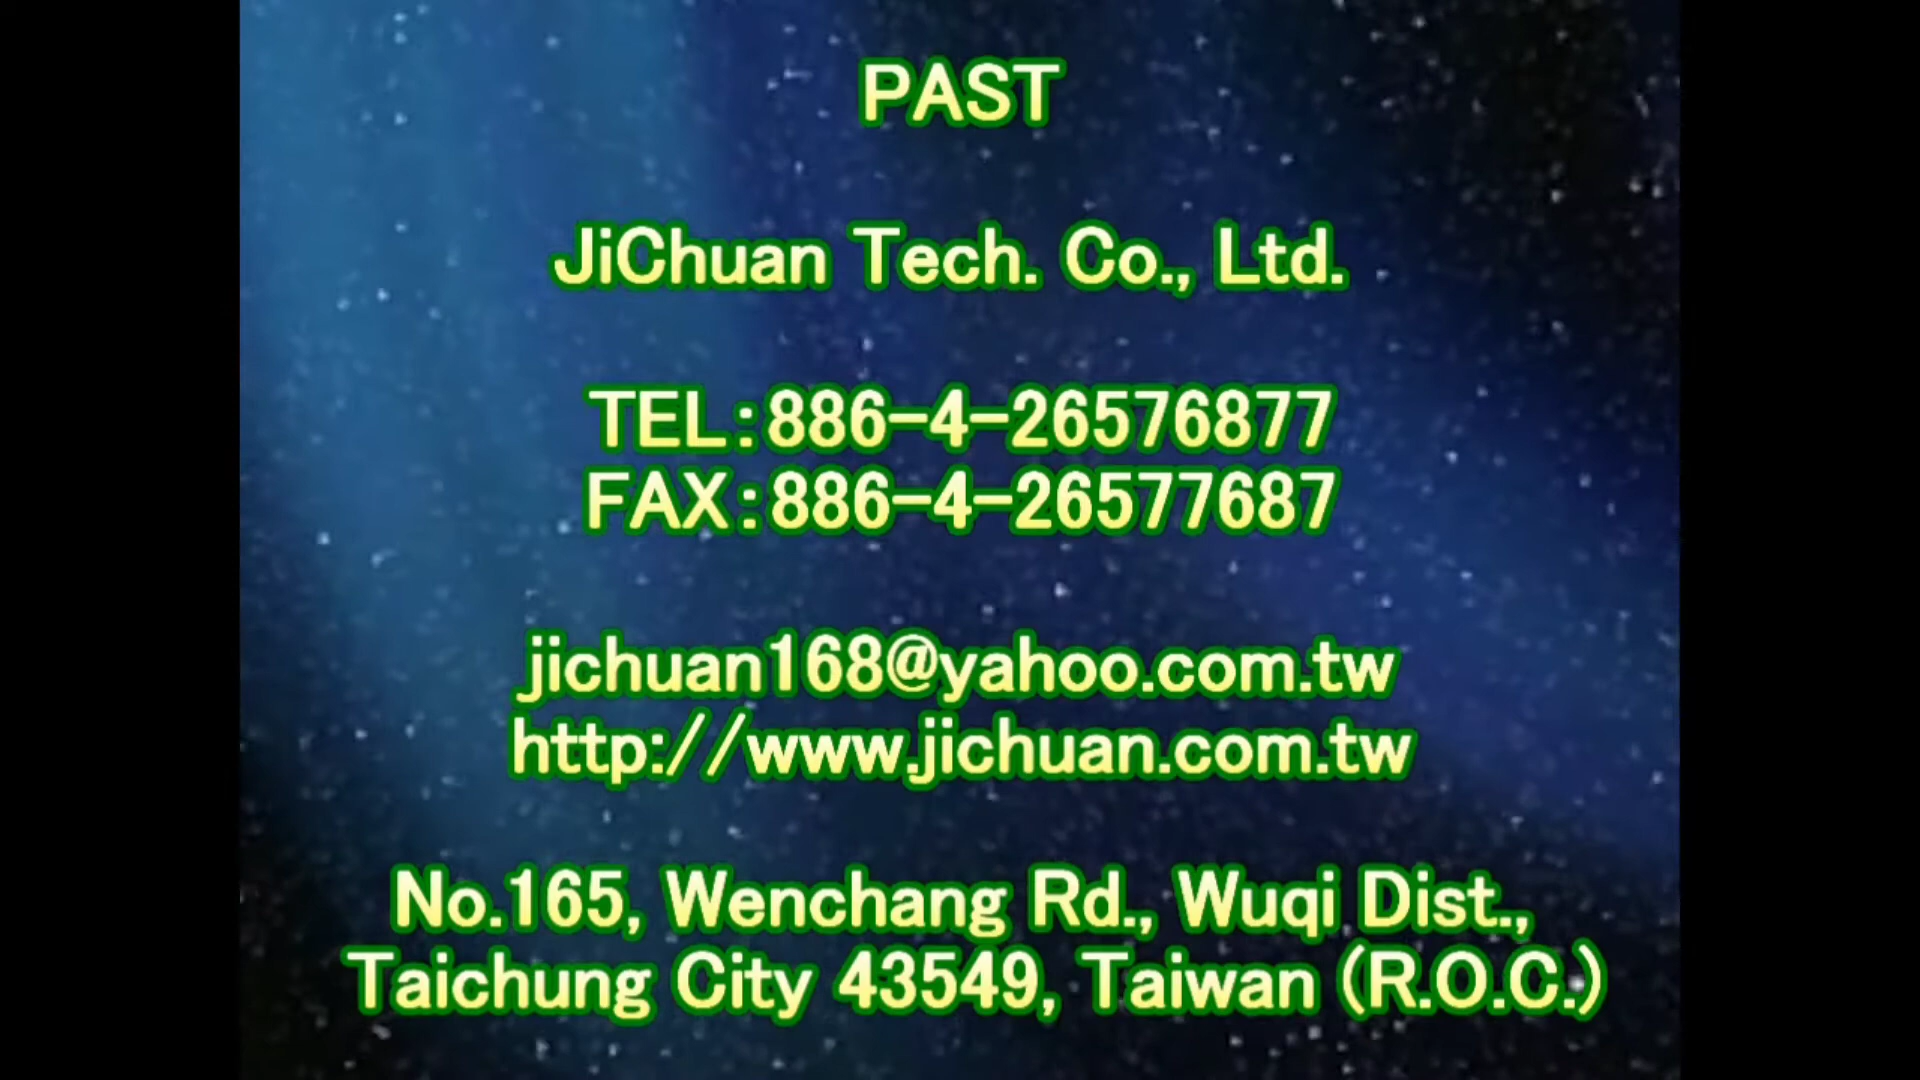 PAST
JiChuan Tech. Co., Ltd.
TEL:886-4-26576877
FAX:886-4-26577687
jichuan168@yahoo.com.tw
http://www.jichuan.com.tw
No.165, Wenchang Rd., Wuqi Dist.,
Taichung City 43549, Taiwan (R.O.C.)